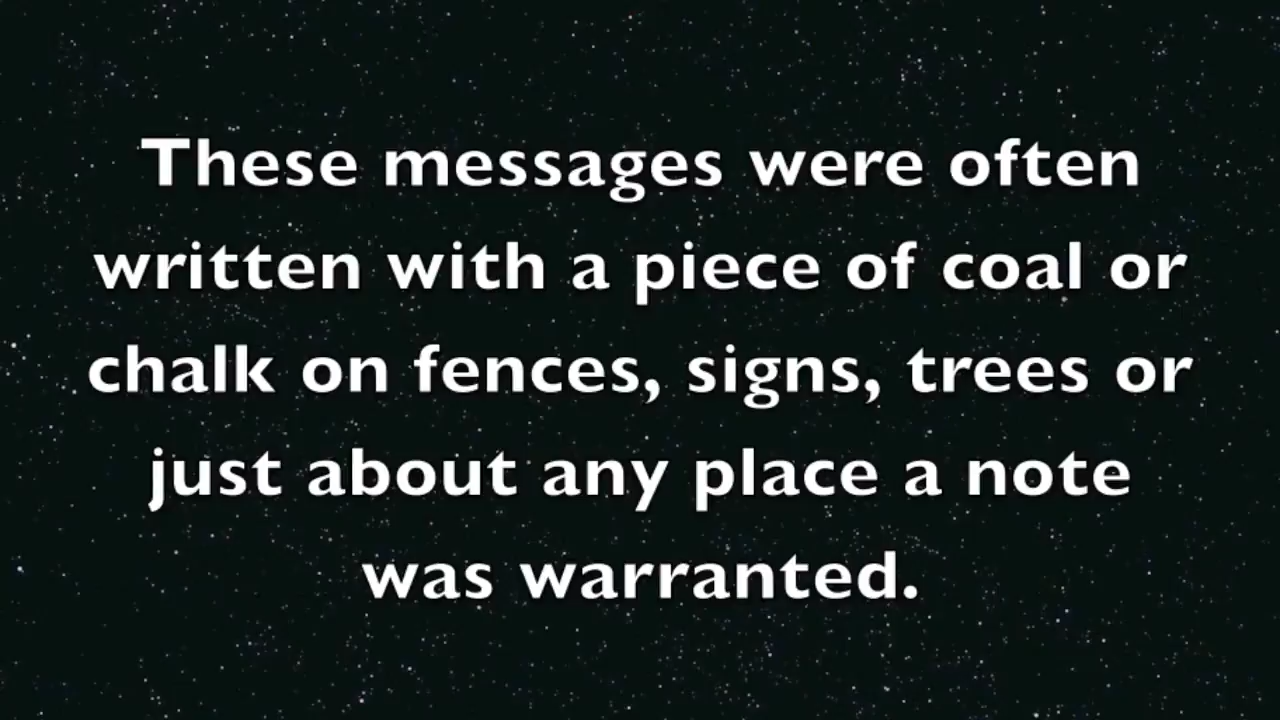 These messages were often
written with a piece of coal or
chalk on fences, signs, trees or
just about any place a note
was warranted.